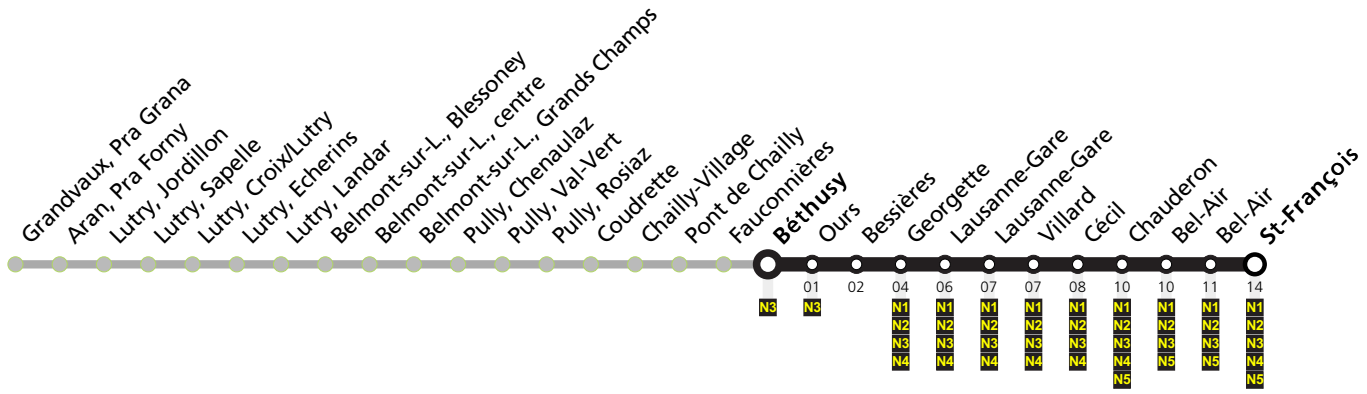 Grandvaux, Pra Grana
Aran, Pra Forny
Lutry, Jordillon
Lutry, Sapelle
Lutry, Croix/Lutry
Lutry, Echerins
Lutry, Landar
Belmont-sur-L., Blessoney
Belmont-sur-L., centre
Belmont-sur-L., Grands Champs
Pully, Chenaulaz
Pully, Val-Vert
Pully, Rosiaz
Coudrette
Chailly-Village
Pont de Chailly
Fauconnières
Béthusy
Ours
Bessières
Georgette
Lausanne-Gare
Lausanne-Gare
Villard
Cécil
Chauderon
Bel-Air
Bel-Air
St-François
01 02 04 06 07 07 08 10 10 11 14
N3 N3 N1 N1 N1 N1 N1 N1 N1 N1 N1
N2 N2 N2 N2 N2 N2 N2 N2 N2
N3 N3 N3 N3 N3 N3 N3 N3 N3
N4 N4 N4 N4 N4 N4 N5 N5 N4
N5 N5